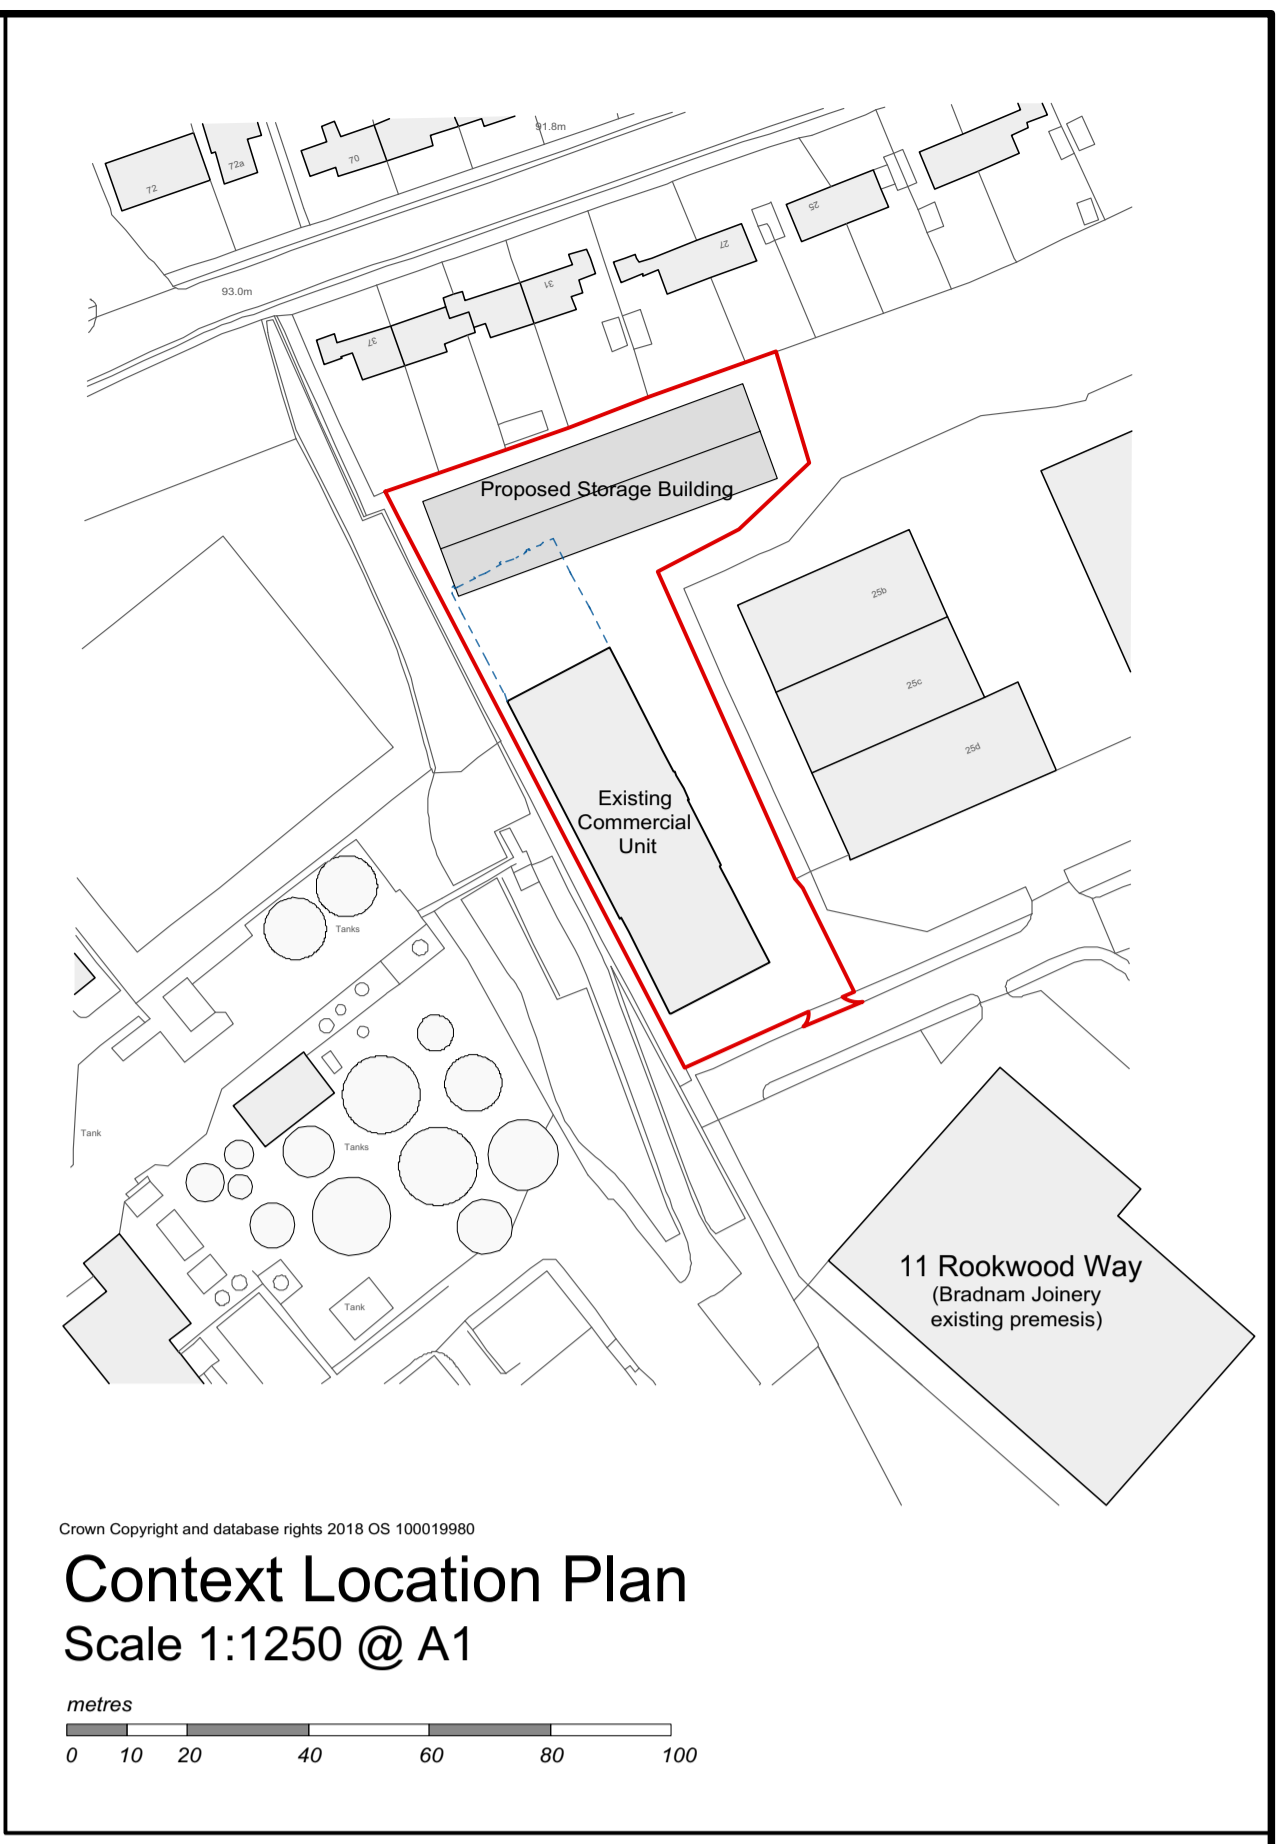 91.8m
72a
70
72
25
27
93.0m
31
37
Proposed Storage Building
25b
25c
25d
Existing
Commercial
Unit
Tanks
Tank
Tanks
11 Rookwood Way
(Bradnam Joinery
existing premesis)
Tank
Crown Copyright and database rights 2018 OS 100019980
Context Location Plan
Scale 1:1250 @ A1
metres
0 10 20 40 60 80 100